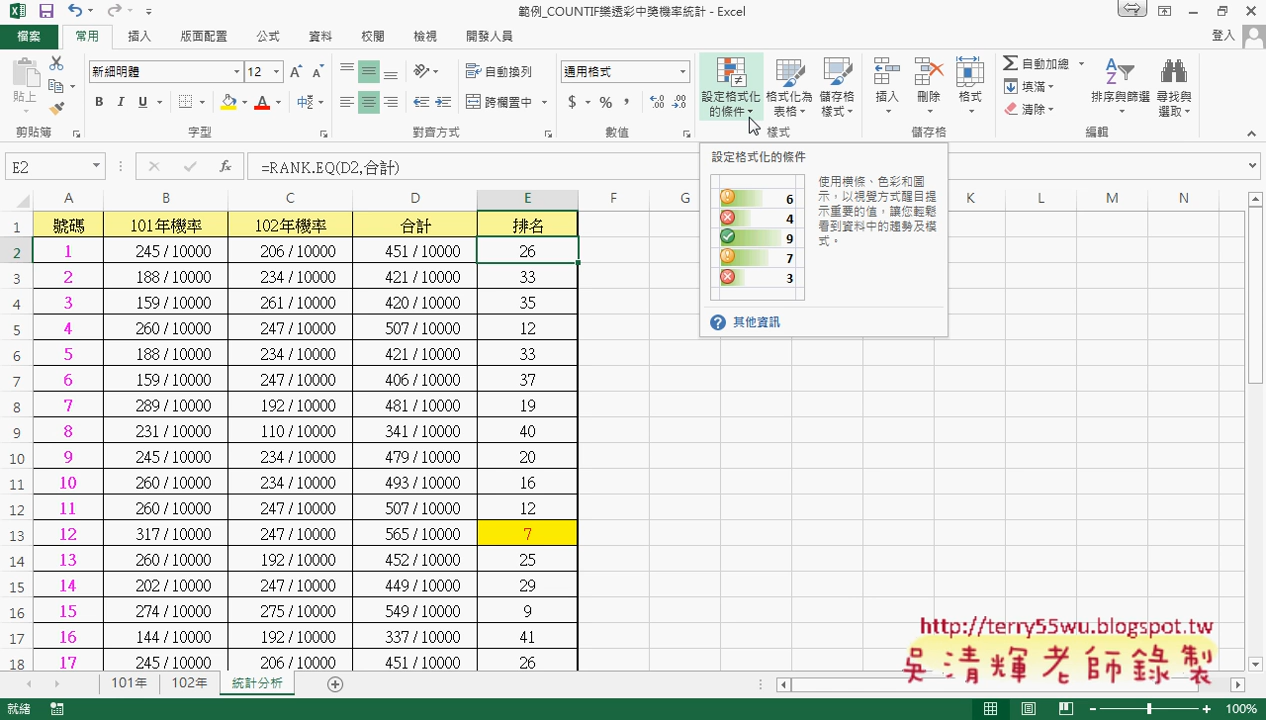 範例_COUNTIF樂透彩中獎機率統計 - Excel
登入
檔案 常用 插入 版面配置 公式 資料 校閱 檢視 開發人員
新細明體 12 自動換列 通用格式
貼上 B I U A 跨欄置中 $ % ,
設定格式化的條件 格式化為表格 儲存格樣式 插入 刪除 格式
自動加總 填滿 清除 排序與篩選 尋找與選取
剪貼簿 字型 對齊方式 數值 樣式 儲存格 編輯
E2 fx =RANK.EQ(D2,合計)
設定格式化的條件
使用橫條、色彩和圖
示，以視覺方式醒目提
示重要的值，讓您輕鬆
看到資料中的趨勢及模
式。
6
4
9
7
3
其他資訊
A B C D E F G K L M N
1 號碼 101年機率 102年機率 合計 排名
2 1 245 / 10000 206 / 10000 451 / 10000 26
3 2 188 / 10000 234 / 10000 421 / 10000 33
4 3 159 / 10000 261 / 10000 420 / 10000 35
5 4 260 / 10000 247 / 10000 507 / 10000 12
6 5 188 / 10000 234 / 10000 421 / 10000 33
7 6 159 / 10000 247 / 10000 406 / 10000 37
8 7 289 / 10000 192 / 10000 481 / 10000 19
9 8 231 / 10000 110 / 10000 341 / 10000 40
10 9 245 / 10000 234 / 10000 479 / 10000 20
11 10 260 / 10000 234 / 10000 493 / 10000 16
12 11 260 / 10000 247 / 10000 507 / 10000 12
13 12 317 / 10000 247 / 10000 565 / 10000 7
14 13 260 / 10000 192 / 10000 452 / 10000 25
15 14 202 / 10000 247 / 10000 449 / 10000 29
16 15 274 / 10000 275 / 10000 549 / 10000 9
17 16 144 / 10000 192 / 10000 337 / 10000 41
18 17 245 / 10000 206 / 10000 451 / 10000 26
http://terry55wu.blogspot.tw
吳清輝老師錄製
101年 102年 統計分析
就緒 100%